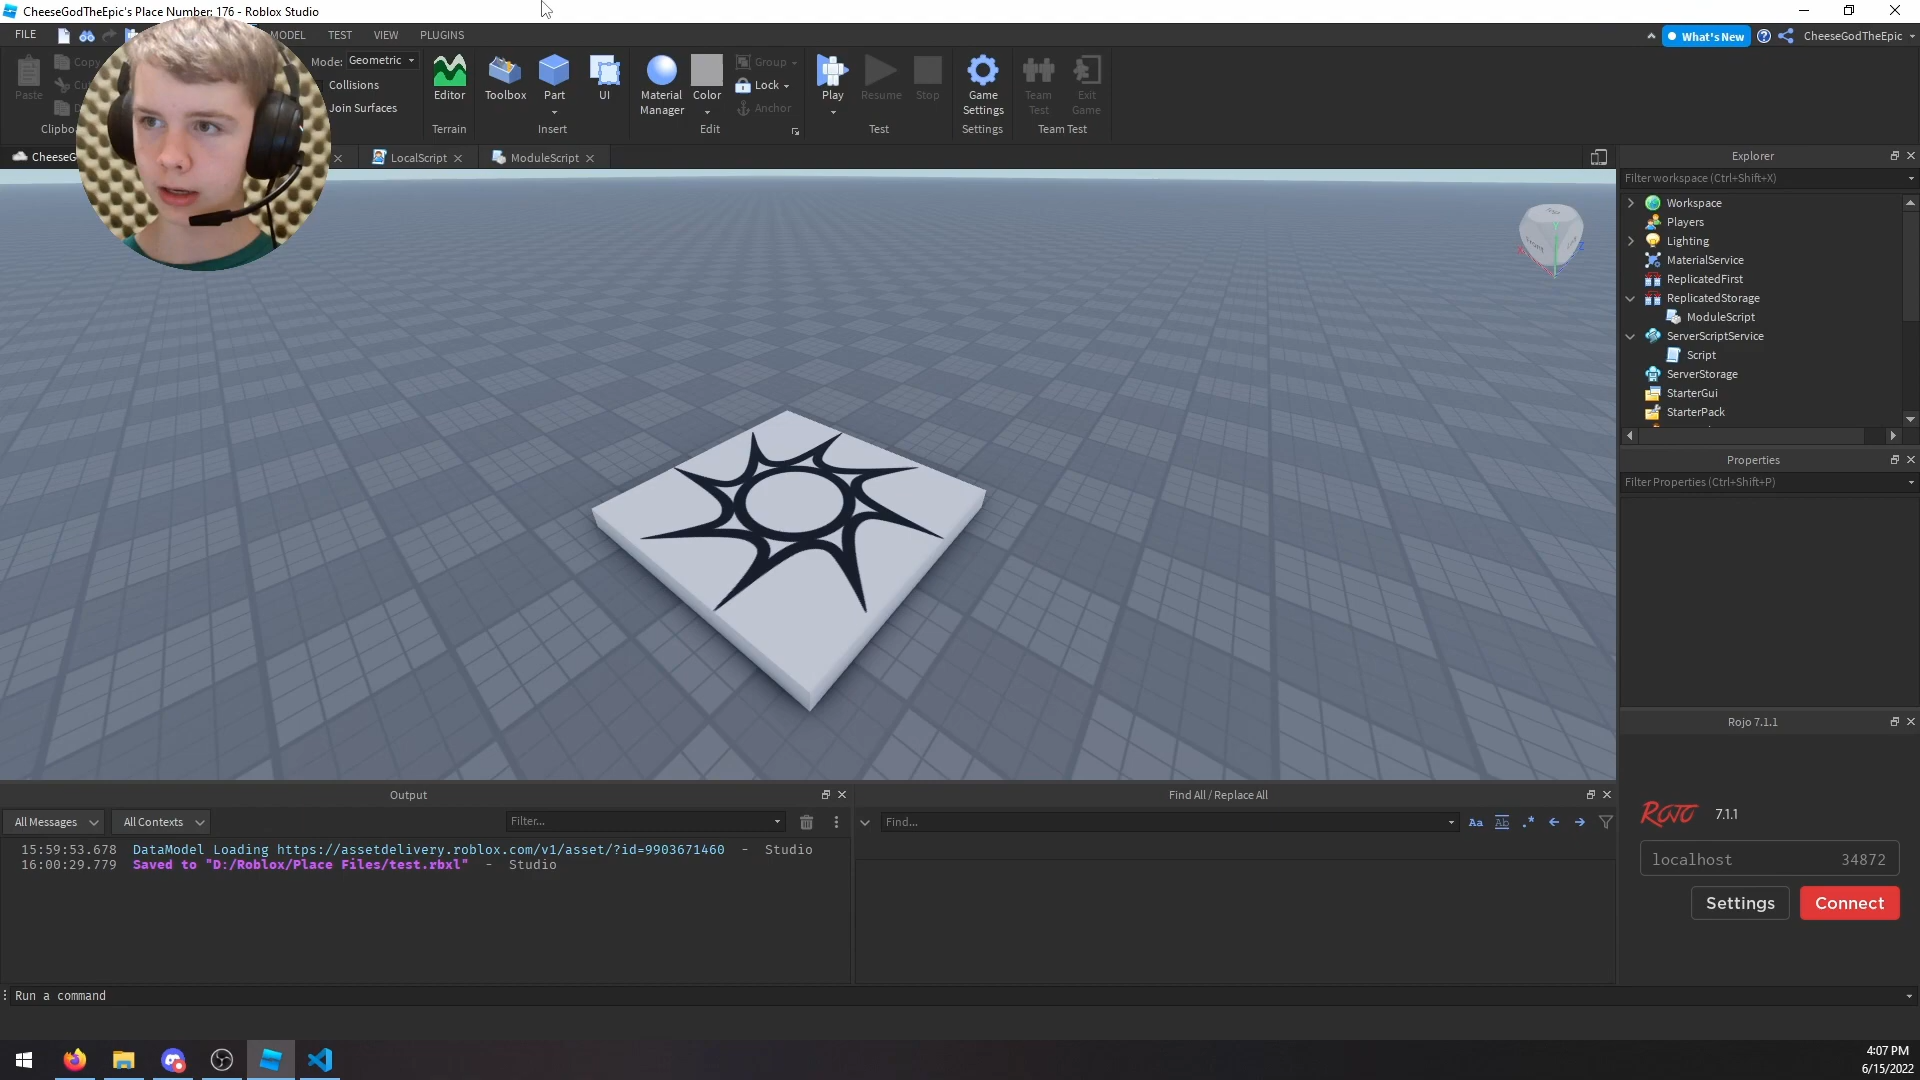 CheeseGodTheEpic's Place Number: 176 - Roblox Studio
FILE MODEL TEST VIEW PLUGINS
What's New CheeseGodTheEpic
Paste
Copy
Mode: Geometric
Collisions
Join Surfaces
Editor
Toolbox
Part
UI
Material Manager
Color
Group
Lock
Anchor
Play
Resume
Stop
Game Settings
Team Test
Exit Game
Terrain
Insert
Edit
Test
Settings
Team Test
LocalScript
ModuleScript
Explorer
Filter workspace (Ctrl+Shift+X)
Workspace
Players
Lighting
MaterialService
ReplicatedFirst
ReplicatedStorage
ModuleScript
ServerScriptService
Script
ServerStorage
StarterGui
StarterPack
Properties
Filter Properties (Ctrl+Shift+P)
Rojo 7.1.1
ROJO 7.1.1
localhost 34872
Settings Connect
Output
All Messages All Contexts Filter...
15:59:53.678 DataModel Loading https://assetdelivery.roblox.com/v1/asset/?id=9903671460 - Studio
16:00:29.779 Saved to "D:/Roblox/Place Files/test.rbxl" - Studio
Find All / Replace All
Find...
Aa Ab .*
Run a command
4:07 PM
6/15/2022